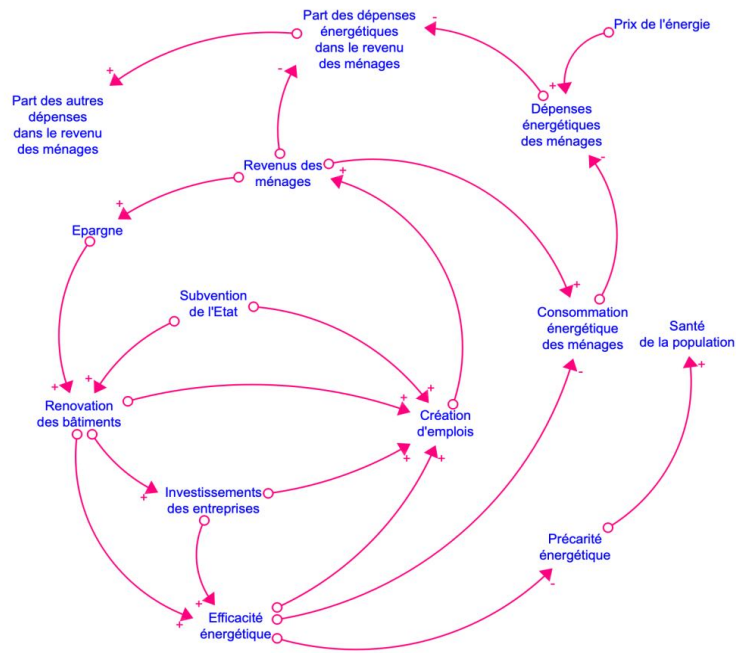 Part des dépenses
énergétiques
dans le revenu
des ménages
-
Prix de l'énergie
+
-
+
Part des autres
dépenses
dans le revenu
des ménages
Dépenses
énergétiques
des ménages
-
Revenus des
ménages
+
+
Epargne
+
Subvention
de l'Etat
Consommation
énergétique
des ménages
-
Santé
de la population
+
+
+
+
+
Renovation
des bâtiments
Création
d'emplois
+
+
+
Investissements
des entreprises
Précarité
énergétique
-
+
+
Efficacité
énergétique